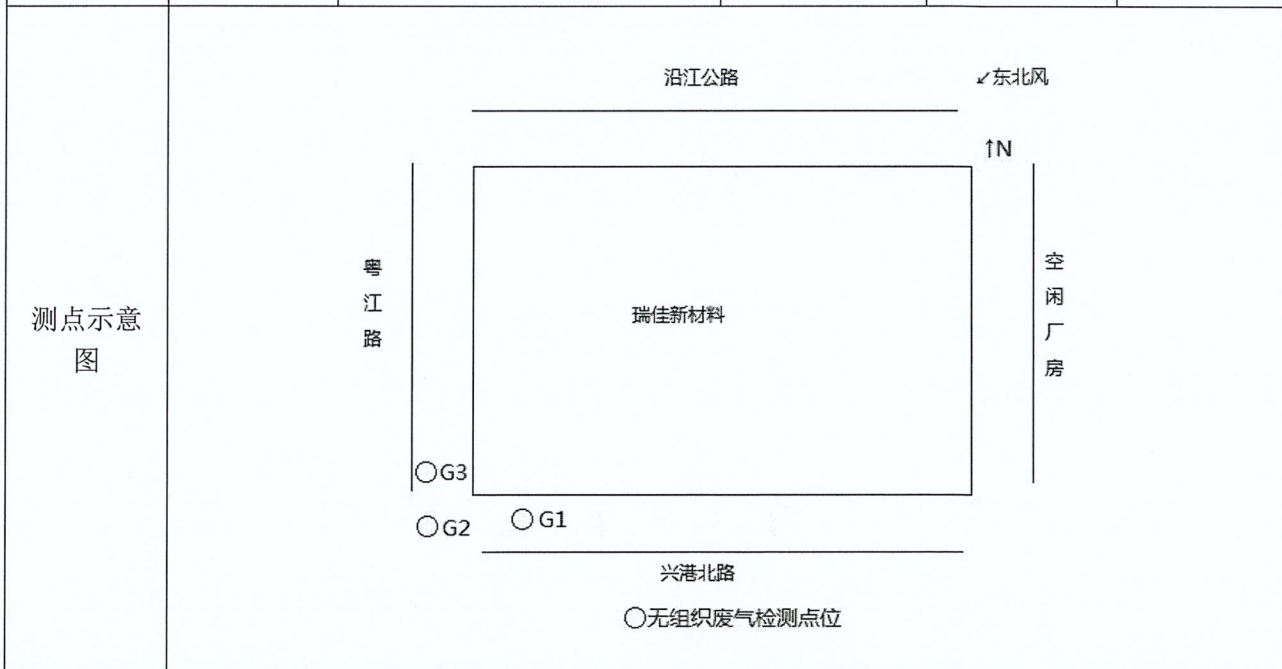 沿江公路
↙东北风
↑N
粤江路
空闲厂房
瑞佳新材料
测点示意
图
○G3
○G2
○G1
兴港北路
○无组织废气检测点位